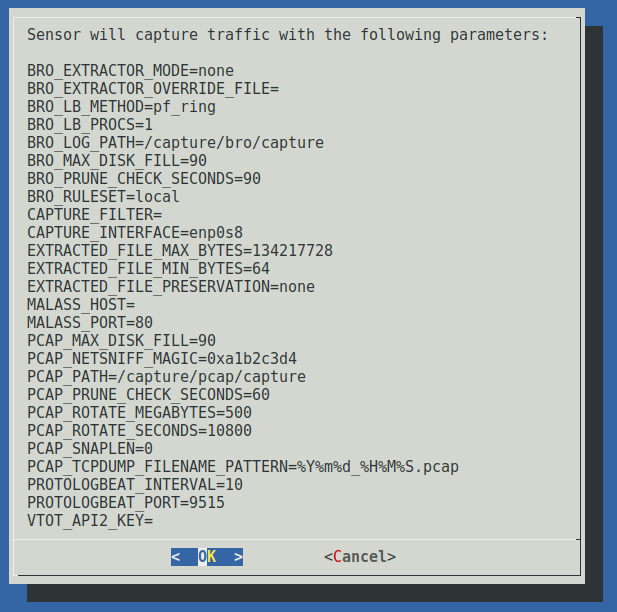 Sensor will capture traffic with the following parameters:
BRO_EXTRACTOR_MODE=none
BRO_EXTRACTOR_OVERRIDE_FILE=
BRO_LB_METHOD=pf_ring
BRO_LB_PROCS=1
BRO_LOG_PATH=/capture/bro/capture
BRO_MAX_DISK_FILL=90
BRO_PRUNE_CHECK_SECONDS=90
BRO_RULESET=local
CAPTURE_FILTER=
CAPTURE_INTERFACE=enp0s8
EXTRACTED_FILE_MAX_BYTES=134217728
EXTRACTED_FILE_MIN_BYTES=64
EXTRACTED_FILE_PRESERVATION=none
MALASS_HOST=
MALASS_PORT=80
PCAP_MAX_DISK_FILL=90
PCAP_NETSNIFF_MAGIC=0xa1b2c3d4
PCAP_PATH=/capture/pcap/capture
PCAP_PRUNE_CHECK_SECONDS=60
PCAP_ROTATE_MEGABYTES=500
PCAP_ROTATE_SECONDS=10800
PCAP_SNAPLEN=0
PCAP_TCPDUMP_FILENAME_PATTERN=%Y%m%d_%H%M%S.pcap
PROTOLOGBEAT_INTERVAL=10
PROTOLOGBEAT_PORT=9515
VTOT_API2_KEY=
<  OK  > <Cancel>